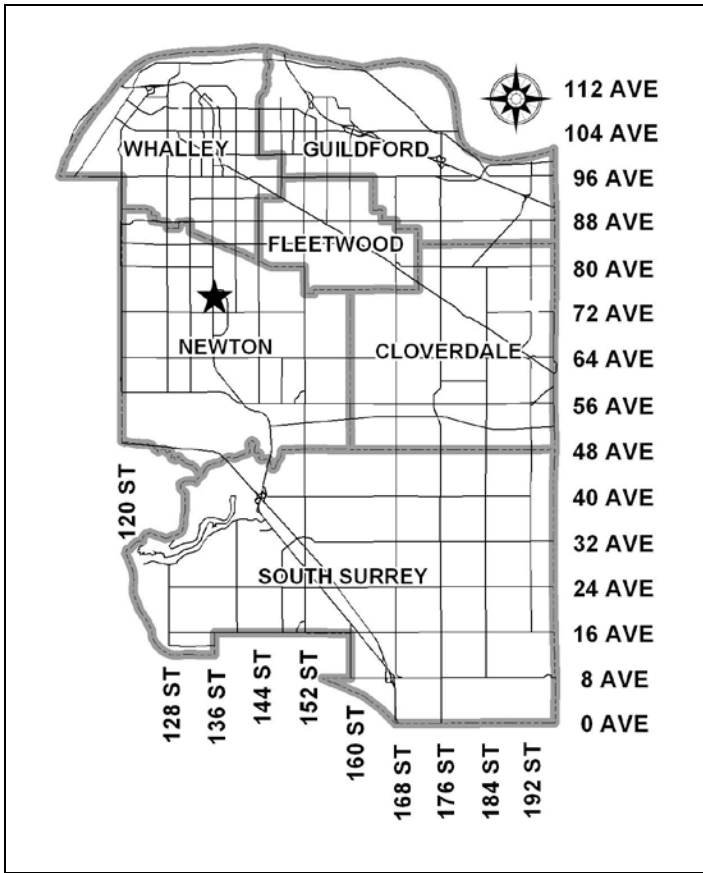 112 AVE
104 AVE
WHALLEY
GUILDFORD
96 AVE
88 AVE
FLEETWOOD
80 AVE
72 AVE
NEWTON
CLOVERDALE
64 AVE
56 AVE
48 AVE
120 ST
40 AVE
32 AVE
SOUTH SURREY
24 AVE
16 AVE
128 ST
136 ST
144 ST
152 ST
8 AVE
160 ST
0 AVE
168 ST
176 ST
184 ST
192 ST